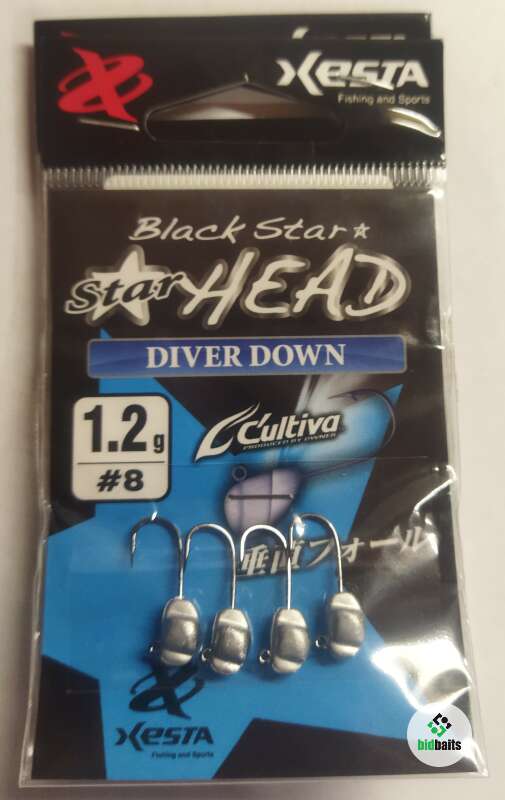 XESTA
Fishing and Sports
Black Star
Star HEAD
DIVER DOWN
1.2g
#8
C'ultiva
PRODUCED BY OWNER
垂直フォール
XESTA
Fishing and Sports
bidbaits